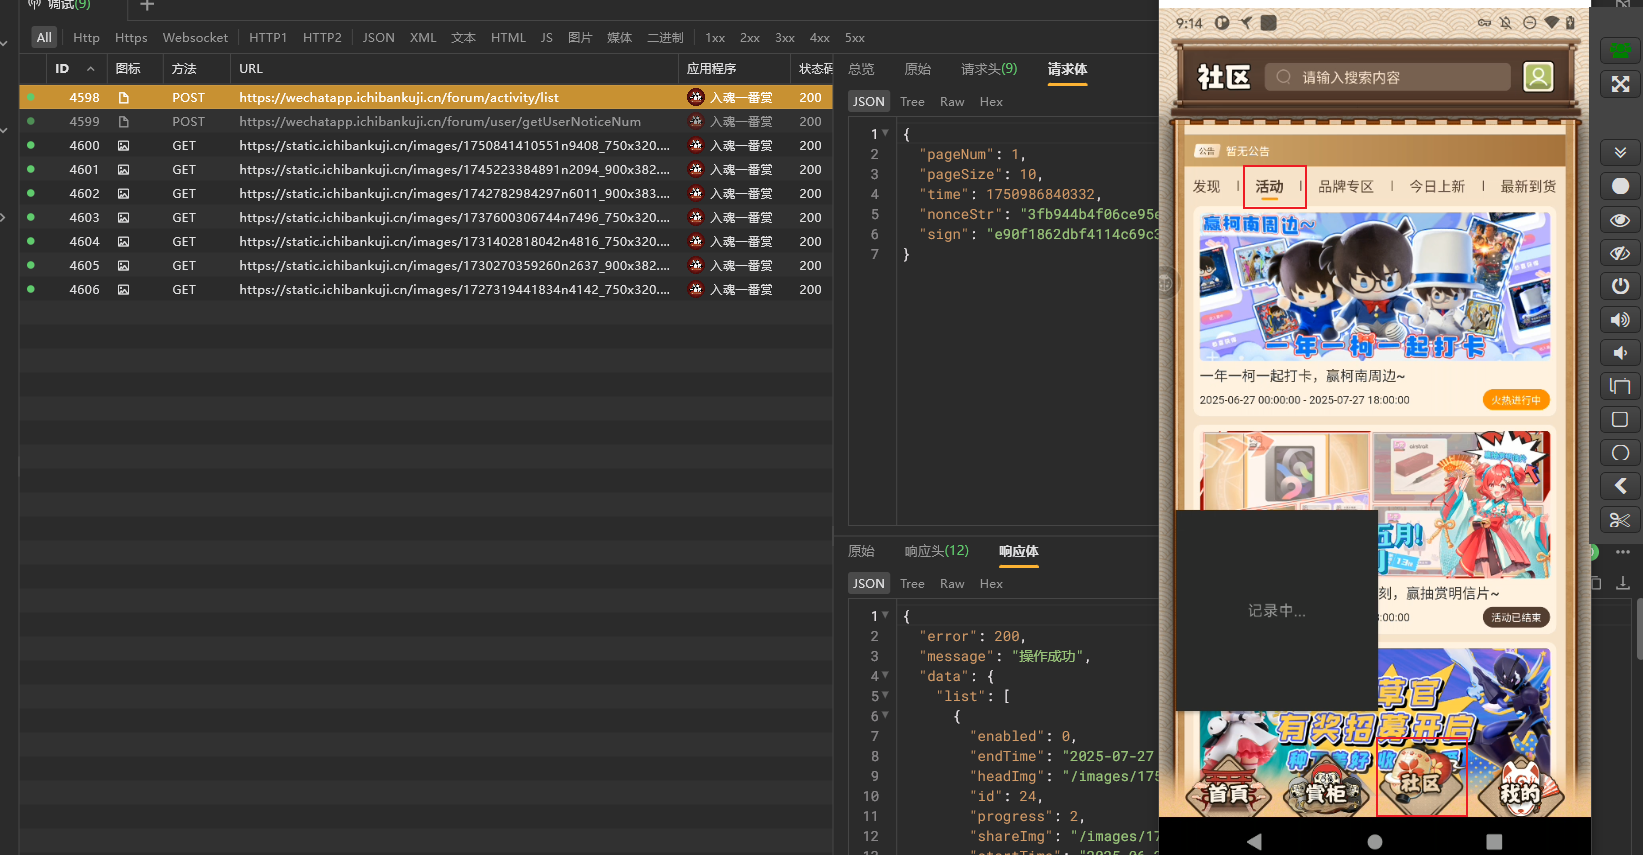 调试(9)
All Http Https Websocket HTTP1 HTTP2 JSON XML 文本 HTML JS 图片 媒体 二进制 1xx 2xx 3xx 4xx 5xx
ID 图标 方法 URL 应用程序 状态码
4598 POST https://wechatapp.ichibankuji.cn/forum/activity/list 入魂一番赏 200
4599 POST https://wechatapp.ichibankuji.cn/forum/user/getUserNoticeNum 入魂一番赏 200
4600 GET https://static.ichibankuji.cn/images/1750841410551n9408_750x320.... 入魂一番赏 200
4601 GET https://static.ichibankuji.cn/images/1745223384891n2094_900x382.... 入魂一番赏 200
4602 GET https://static.ichibankuji.cn/images/1742782984297n6011_900x383.... 入魂一番赏 200
4603 GET https://static.ichibankuji.cn/images/1737600306744n7496_750x320.... 入魂一番赏 200
4604 GET https://static.ichibankuji.cn/images/1731402818042n4816_750x320.... 入魂一番赏 200
4605 GET https://static.ichibankuji.cn/images/1730270359260n2637_900x382.... 入魂一番赏 200
4606 GET https://static.ichibankuji.cn/images/1727319441834n4142_750x320.... 入魂一番赏 200
总览 原始 请求头(9) 请求体
JSON Tree Raw Hex
1 {
2 "pageNum": 1,
3 "pageSize": 10,
4 "time": 1750986840332,
5 "nonceStr": "3fb944b4f06ce95e
6 "sign": "e90f1862dbf4114c69c3
7 }
原始 响应头(12) 响应体
JSON Tree Raw Hex
1 {
2 "error": 200,
3 "message": "操作成功",
4 "data": {
5 "list": [
6 {
7 "enabled": 0,
8 "endTime": "2025-07-27
9 "headImg": "/images/175
10 "id": 24,
11 "progress": 2,
12 "shareImg": "/images/17
13 "startTime": "2025-06-2
9:14
社区 请输入搜索内容
公告 暂无公告
发现 | 活动 | 品牌专区 | 今日上新 | 最新到货
赢柯南周边~
一年一柯一起打卡
一年一柯一起打卡，赢柯南周边~
2025-06-27 00:00:00 - 2025-07-27 18:00:00 火热进行中
五月!
刻，赢抽赏明信片~
8:00:00 活动已结束
记录中...
草官
有奖招募开启
首頁 賞柜 社区 我的